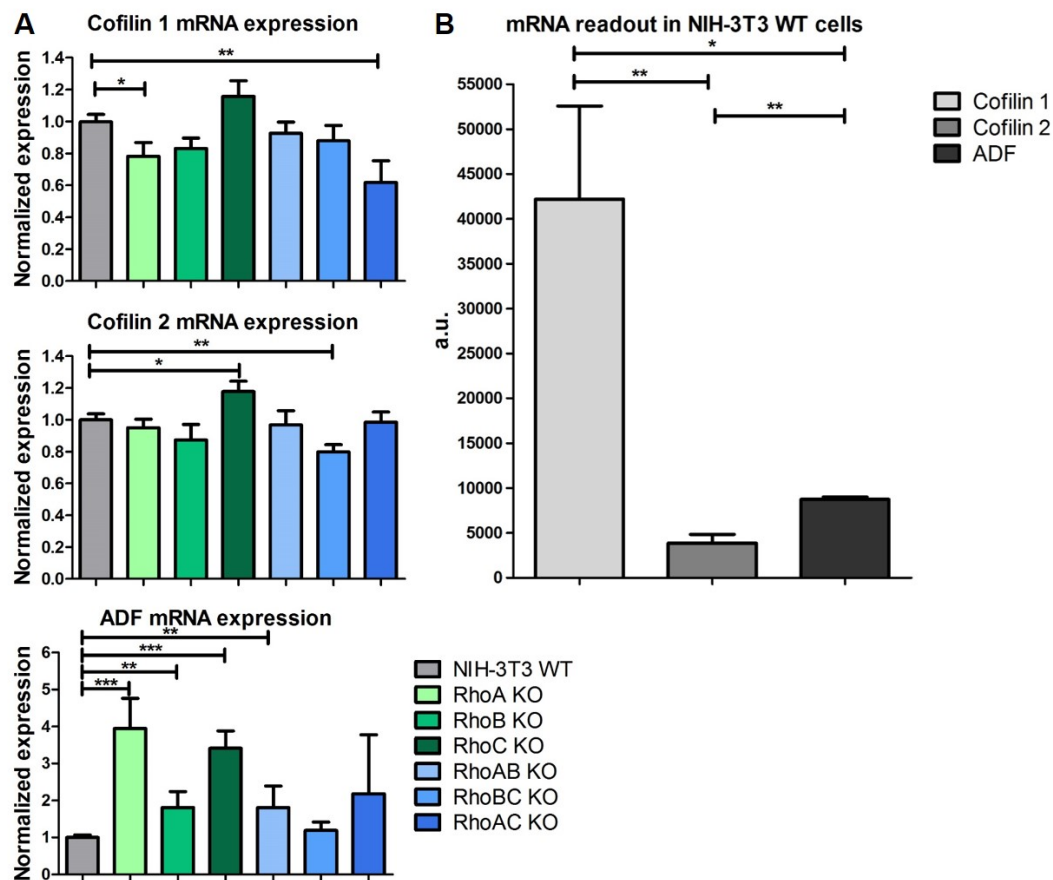 A
Cofilin 1 mRNA expression
Normalized expression
1.4
1.2
1.0
0.8
0.6
0.4
0.2
0.0
**
*
Cofilin 2 mRNA expression
Normalized expression
1.4
1.2
1.0
0.8
0.6
0.4
0.2
0.0
**
*
ADF mRNA expression
Normalized expression
6
5
4
3
2
1
0
**
***
**
***
NIH-3T3 WT
RhoA KO
RhoB KO
RhoC KO
RhoAB KO
RhoBC KO
RhoAC KO
B
mRNA readout in NIH-3T3 WT cells
a.u.
55000
50000
45000
40000
35000
30000
25000
20000
15000
10000
5000
0
*
**
**
Cofilin 1
Cofilin 2
ADF